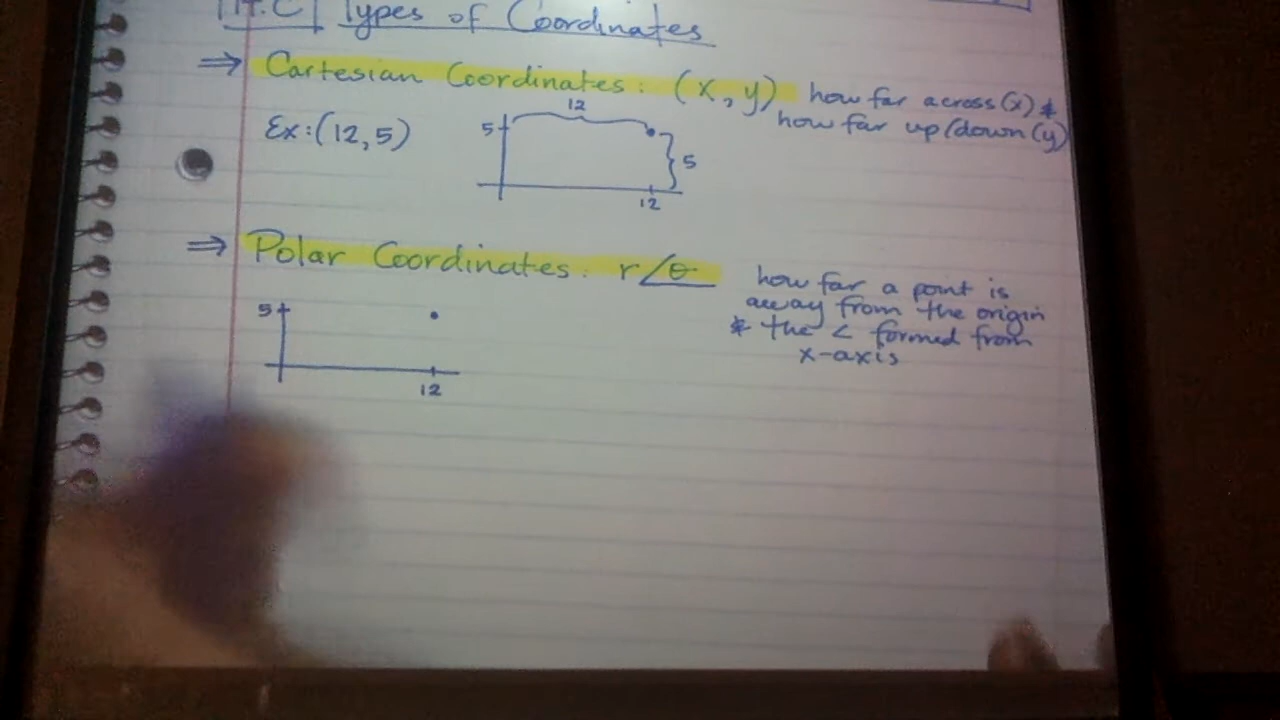 Types of Coordinates
⇒ Cartesian Coordinates: (x, y) how far across (x) &
how far up/down (y)
Ex: (12, 5)
12
5
5
12
⇒ Polar Coordinates: r∠θ
how far a point is
away from the origin
& the ∠ formed from
x-axis
5
12